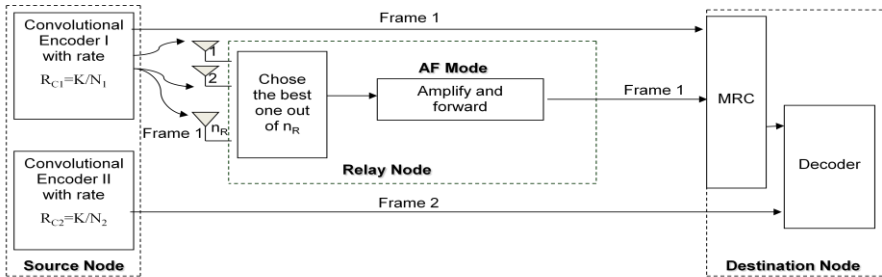 Convolutional
Encoder I
with rate
R_C1=K/N_1
Frame 1
1
2
n_R
Frame 1
Chose
the best
one out
of n_R
AF Mode
Amplify and
forward
Relay Node
Frame 1
MRC
Decoder
Convolutional
Encoder II
with rate
R_C2=K/N_2
Frame 2
Source Node
Destination Node